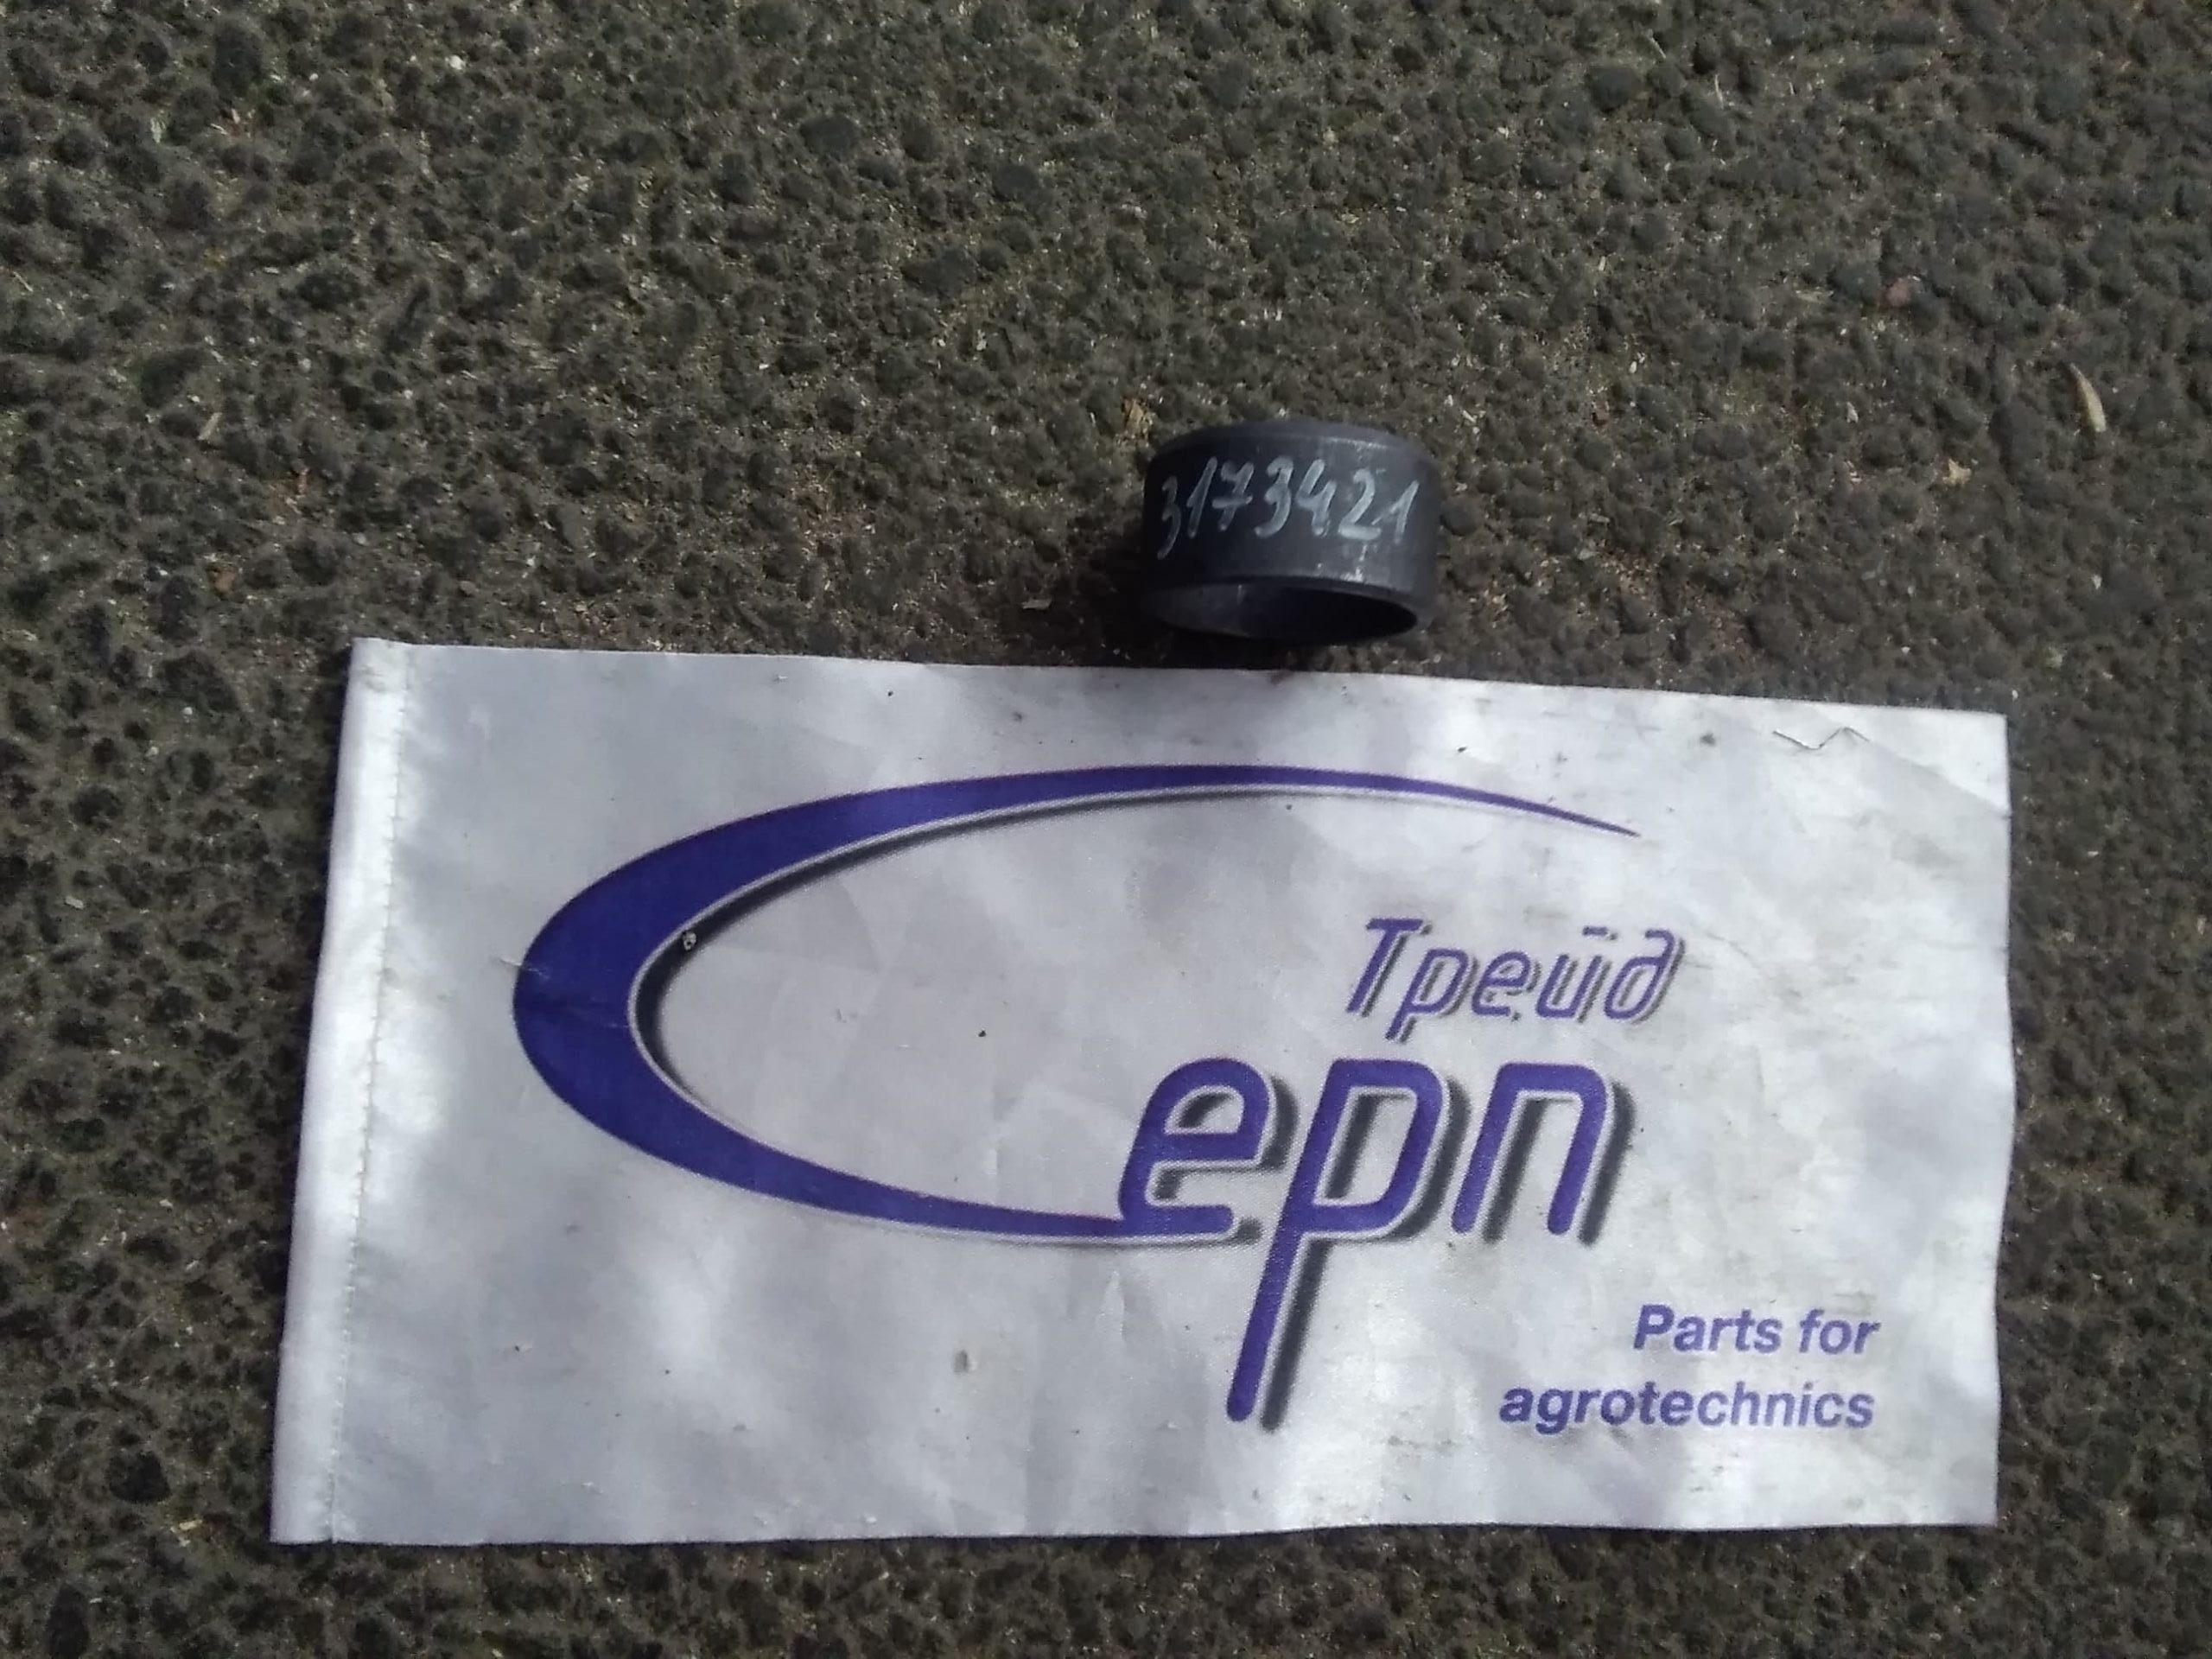 3173421
Трейд
Серп
Parts for
agrotechnics